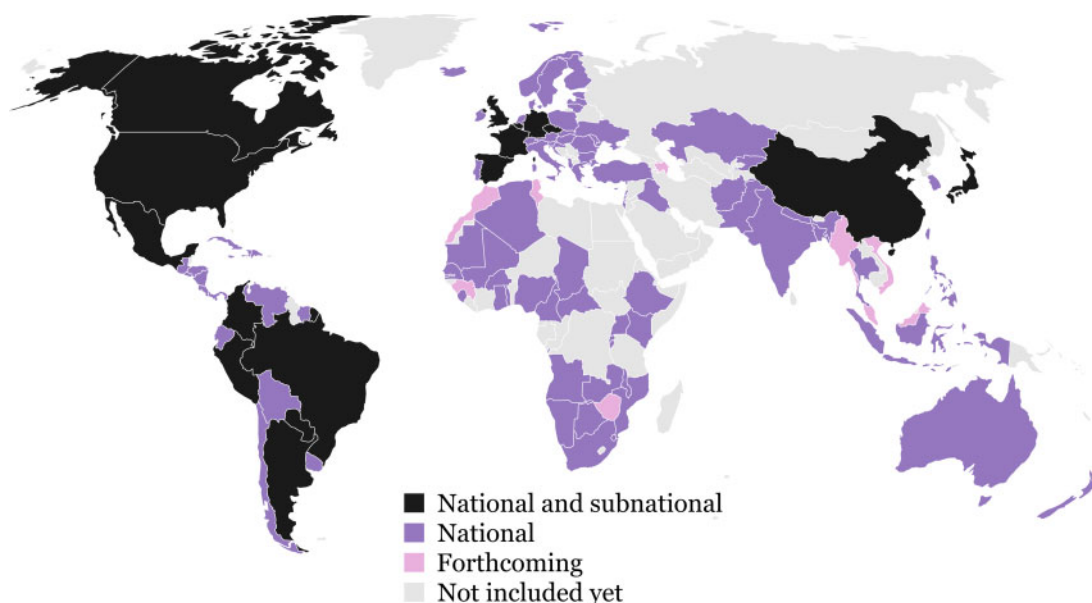 National and subnational
National
Forthcoming
Not included yet